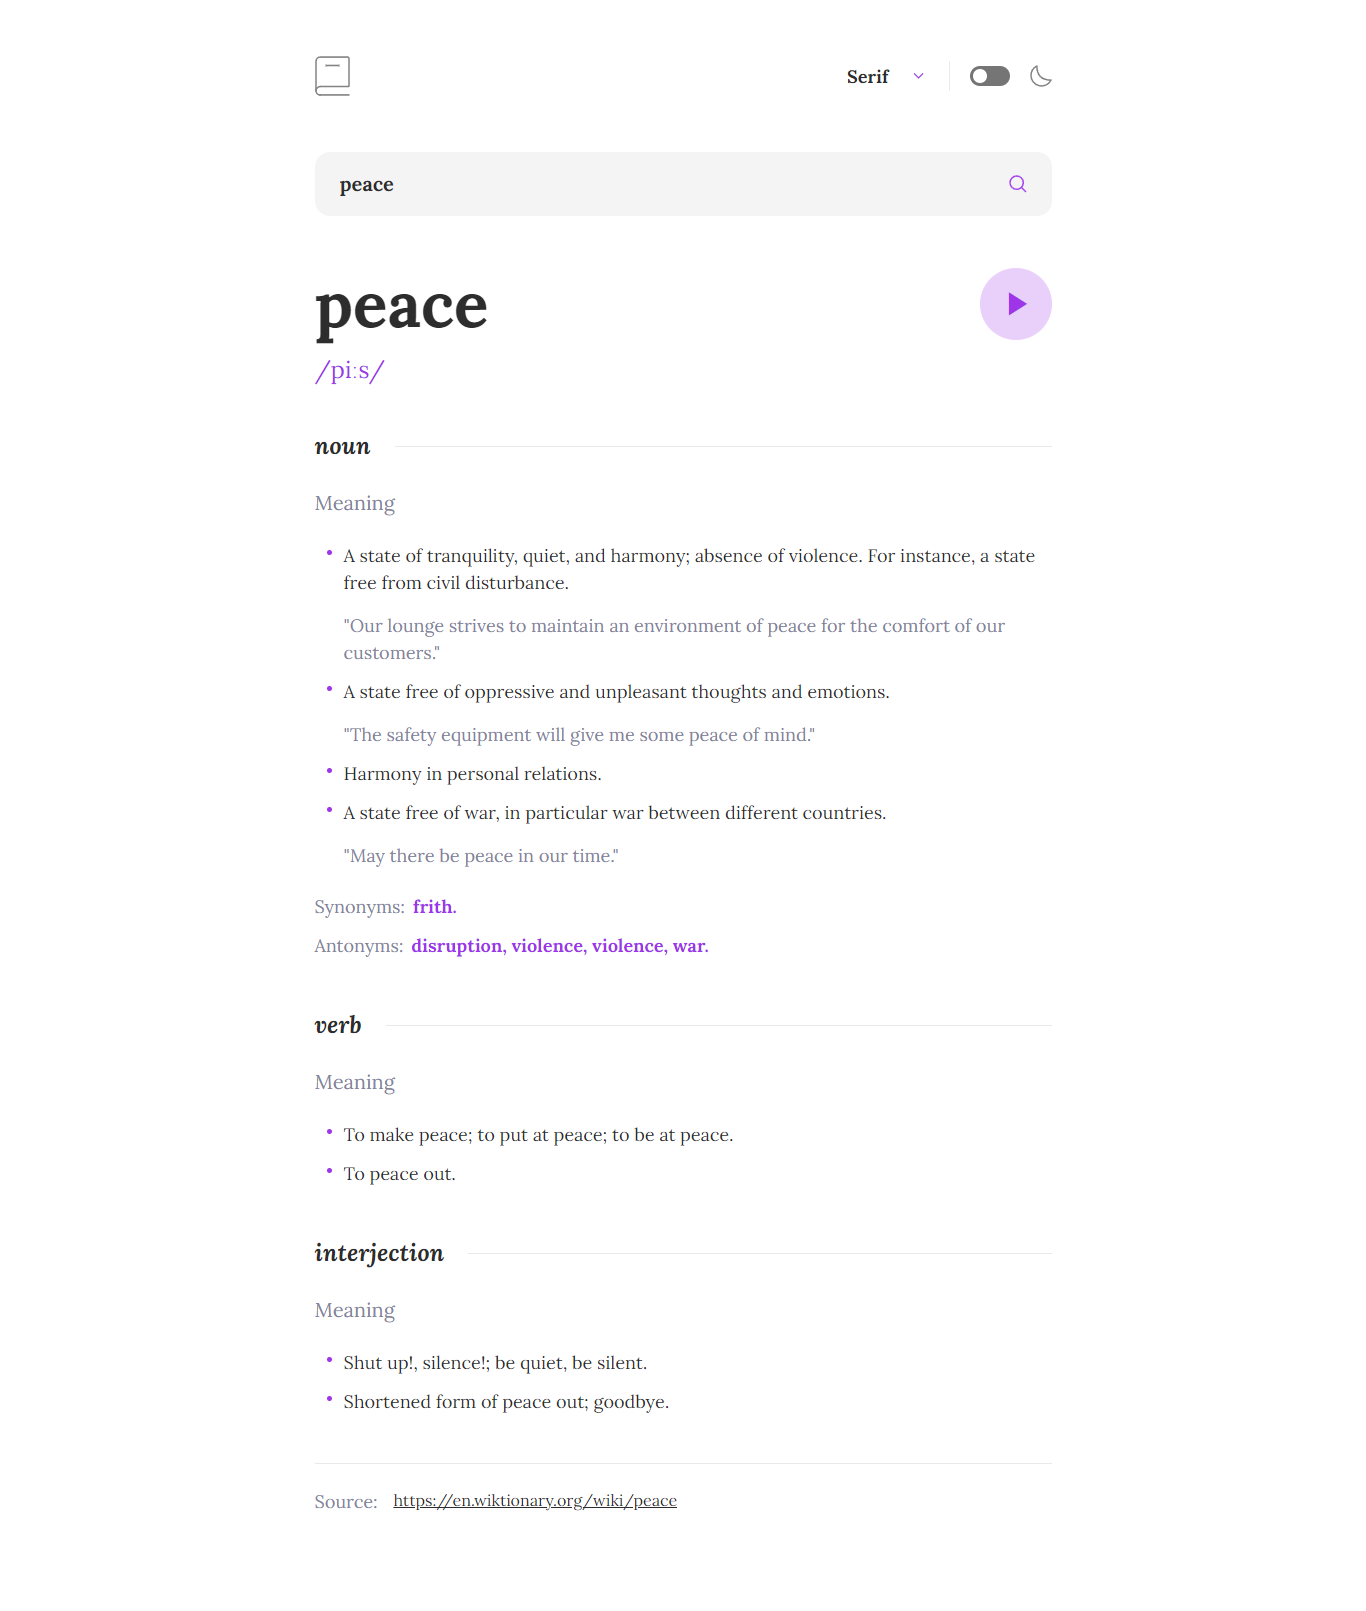 Serif
peace
peace
/piːs/
noun
Meaning
A state of tranquility, quiet, and harmony; absence of violence. For instance, a state
free from civil disturbance.
"Our lounge strives to maintain an environment of peace for the comfort of our
customers."
A state free of oppressive and unpleasant thoughts and emotions.
"The safety equipment will give me some peace of mind."
Harmony in personal relations.
A state free of war, in particular war between different countries.
"May there be peace in our time."
Synonyms: frith.
Antonyms: disruption, violence, violence, war.
verb
Meaning
To make peace; to put at peace; to be at peace.
To peace out.
interjection
Meaning
Shut up!, silence!; be quiet, be silent.
Shortened form of peace out; goodbye.
Source: https://en.wiktionary.org/wiki/peace